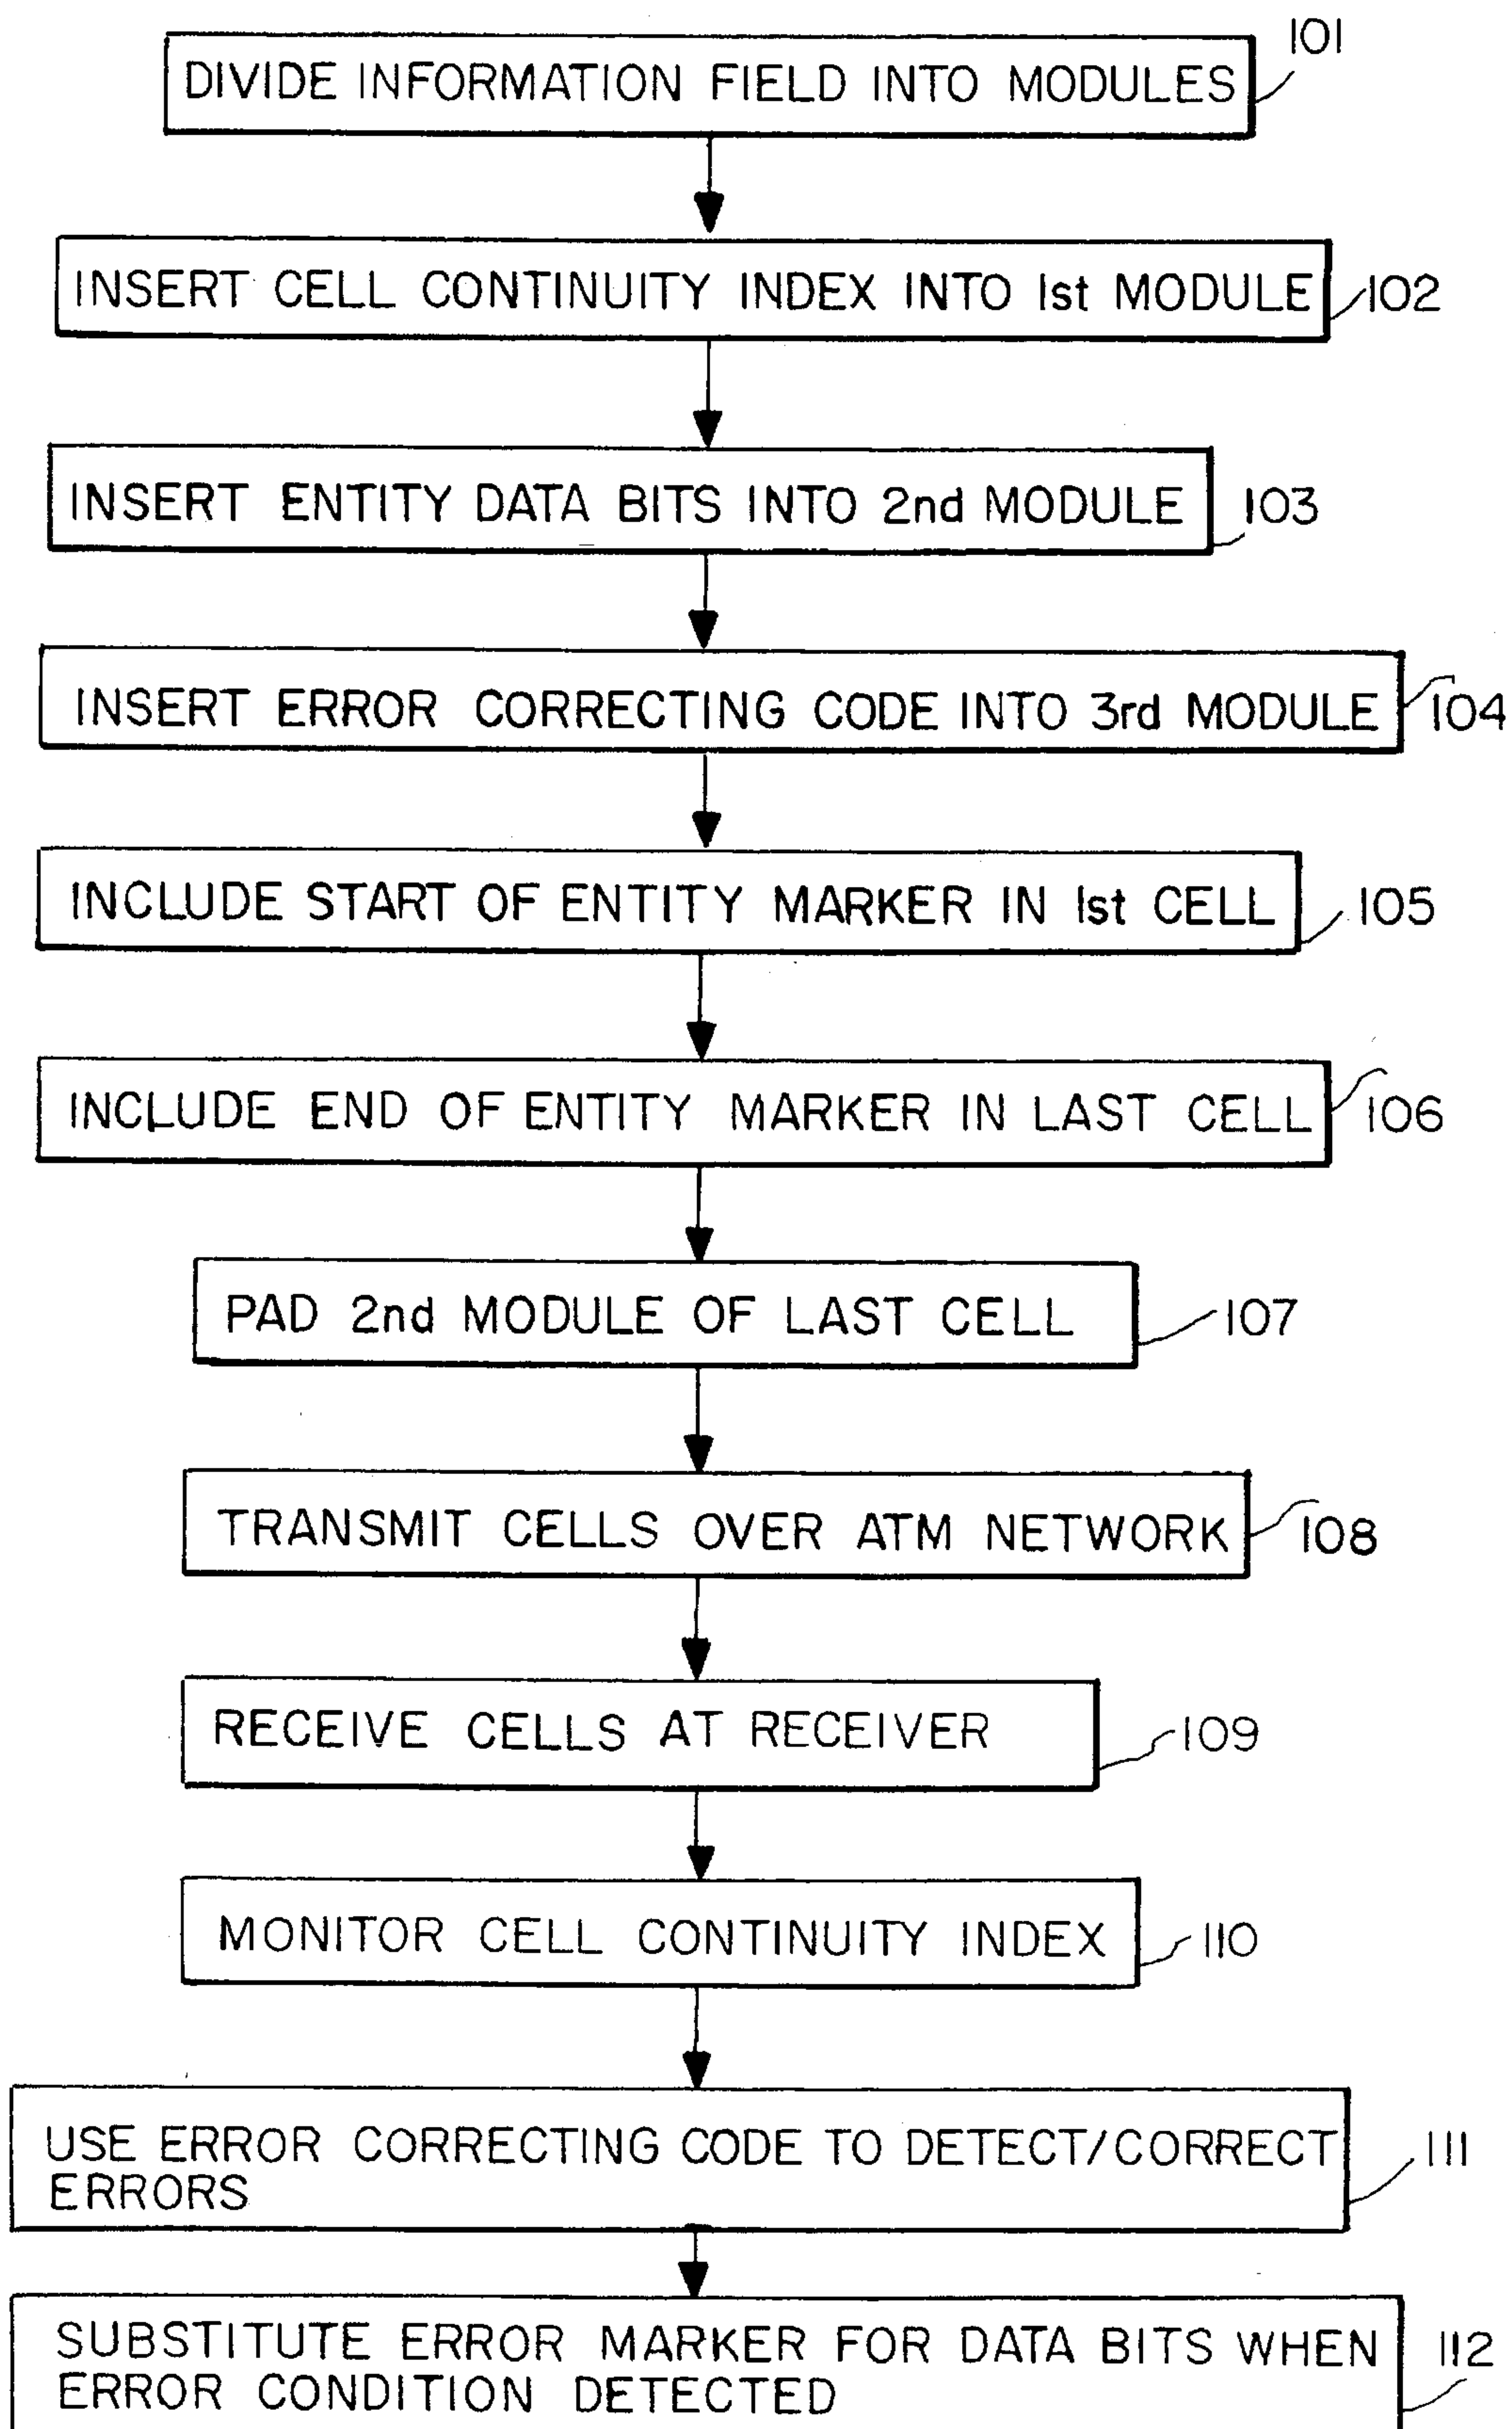 101
DIVIDE INFORMATION FIELD INTO MODULES
INSERT CELL CONTINUITY INDEX INTO 1st MODULE
102
INSERT ENTITY DATA BITS INTO 2nd MODULE
103
INSERT ERROR CORRECTING CODE INTO 3rd MODULE
104
INCLUDE START OF ENTITY MARKER IN 1st CELL
105
INCLUDE END OF ENTITY MARKER IN LAST CELL
106
PAD 2nd MODULE OF LAST CELL
107
TRANSMIT CELLS OVER ATM NETWORK
108
RECEIVE CELLS AT RECEIVER
109
MONITOR CELL CONTINUITY INDEX
110
USE ERROR CORRECTING CODE TO DETECT/CORRECT
ERRORS
111
SUBSTITUTE ERROR MARKER FOR DATA BITS WHEN
ERROR CONDITION DETECTED
112